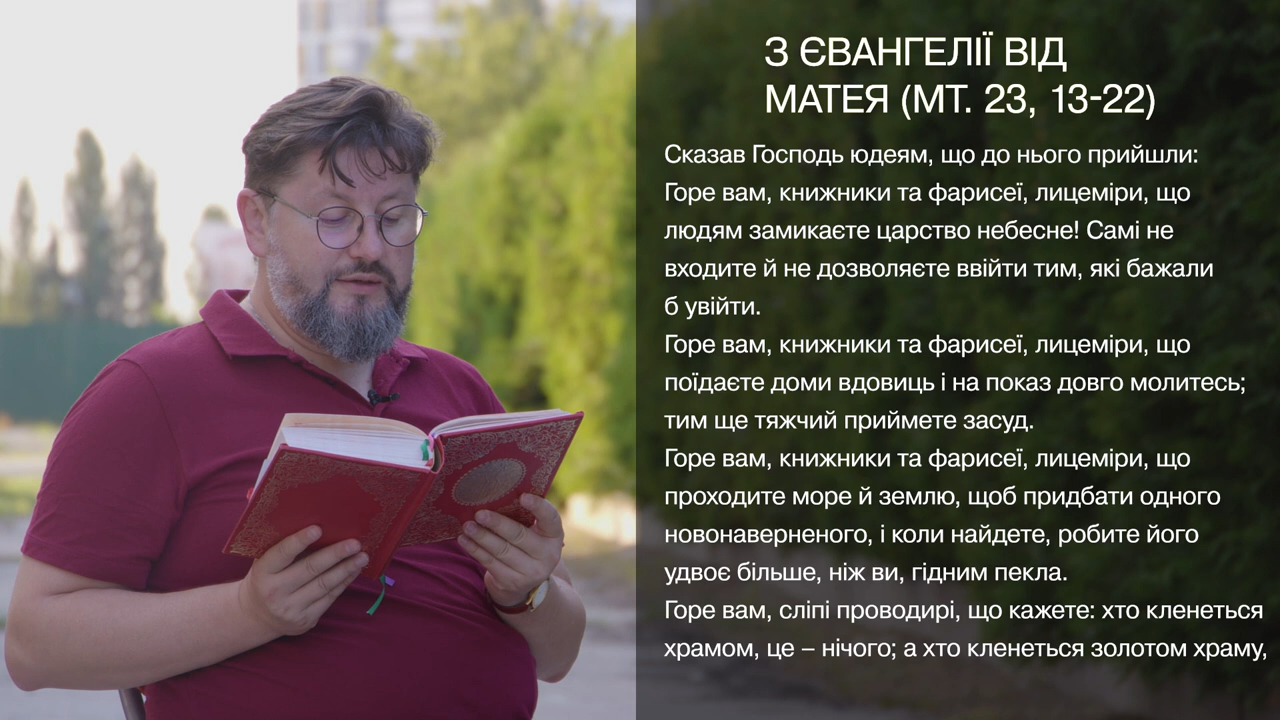 З ЄВАНГЕЛІЇ ВІД
МАТЕЯ (МТ. 23, 13-22)
Сказав Господь юдеям, що до нього прийшли:
Горе вам, книжники та фарисеї, лицеміри, що
людям замикаєте царство небесне! Самі не
входите й не дозволяєте ввійти тим, які бажали
б увійти.
Горе вам, книжники та фарисеї, лицеміри, що
поїдаєте доми вдовиць і на показ довго молитесь;
тим ще тяжчий приймете засуд.
Горе вам, книжники та фарисеї, лицеміри, що
проходите море й землю, щоб придбати одного
новонаверненого, і коли найдете, робите його
удвоє більше, ніж ви, гідним пекла.
Горе вам, сліпі проводирі, що кажете: хто кленеться
храмом, це – нічого; а хто кленеться золотом храму,